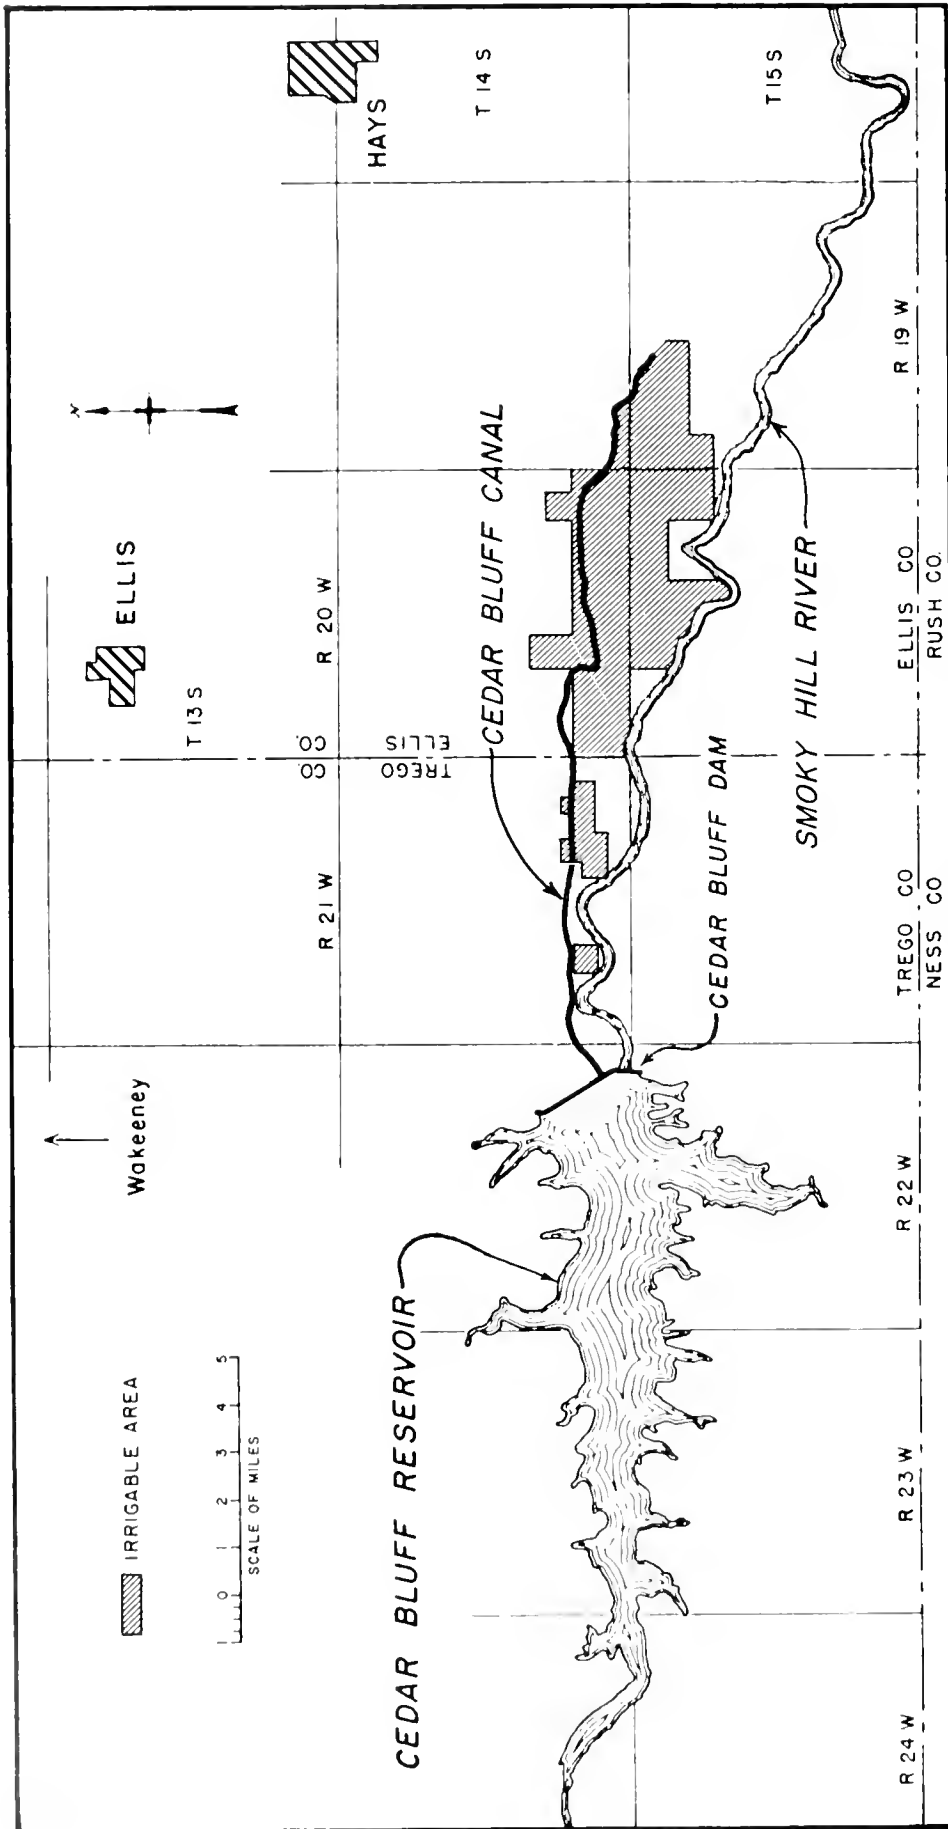 Wakeeney
N
ELLIS
HAYS
IRRIGABLE AREA
0 1 2 3 4 5
SCALE OF MILES
T 13 S
R 21 W
R 20 W
TREGO CO.
ELLIS CO.
T 14 S
CEDAR BLUFF RESERVOIR
CEDAR BLUFF CANAL
CEDAR BLUFF DAM
SMOKY HILL RIVER
T 15 S
R 24 W
R 23 W
R 22 W
TREGO CO
NESS CO
ELLIS CO
RUSH CO.
R 19 W